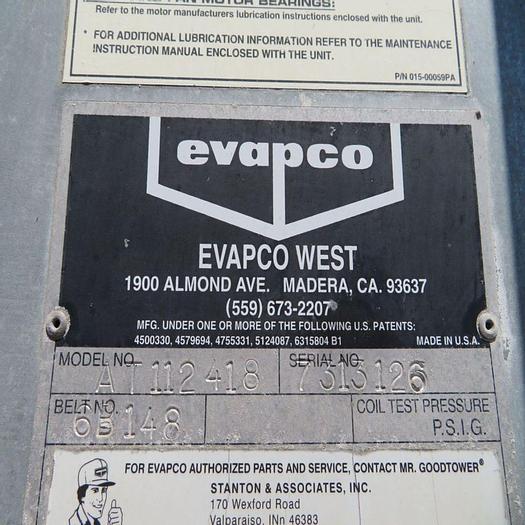 Refer to the motor manufacturers lubrication instructions enclosed with the unit.
* FOR ADDITIONAL LUBRICATION INFORMATION REFER TO THE MAINTENANCE
INSTRUCTION MANUAL ENCLOSED WITH THE UNIT.
P/N 015-00059PA
evapco
EVAPCO WEST
1900 ALMOND AVE. MADERA, CA. 93637
(559) 673-2207
MFG. UNDER ONE OR MORE OF THE FOLLOWING U.S. PATENTS:
4500330, 4579694, 4755331, 5124087, 6315804 B1
MADE IN U.S.A.
MODEL NO. AT112418 SERIAL NO. 7313126
BELT NO. 6B148 COIL TEST PRESSURE
P.S.I.G.
FOR EVAPCO AUTHORIZED PARTS AND SERVICE, CONTACT MR. GOODTOWER®
STANTON & ASSOCIATES, INC.
170 Wexford Road
Valparaiso, INn 46383